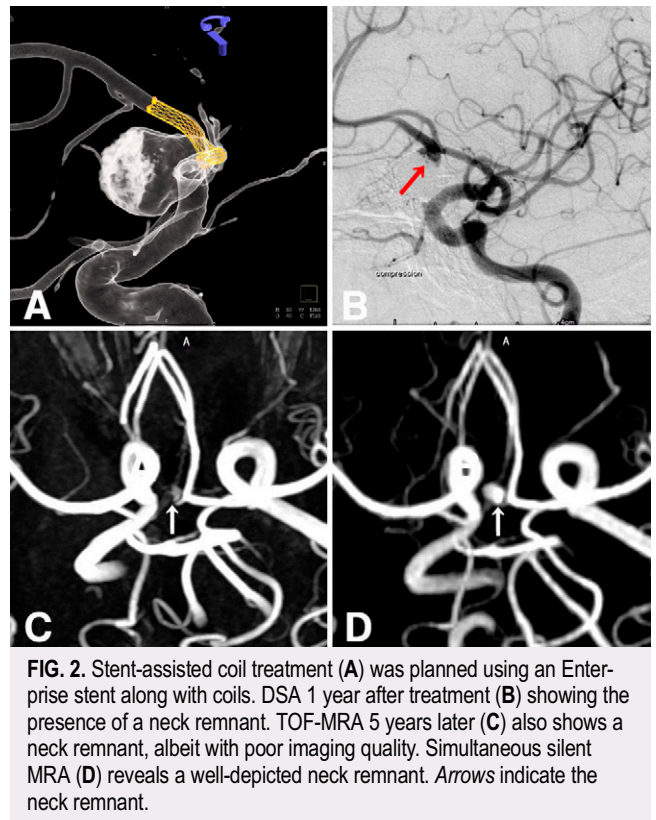 A
B
compression
4cm
A
C
A
D
FIG. 2. Stent-assisted coil treatment (A) was planned using an Enter-
prise stent along with coils. DSA 1 year after treatment (B) showing the
presence of a neck remnant. TOF-MRA 5 years later (C) also shows a
neck remnant, albeit with poor imaging quality. Simultaneous silent
MRA (D) reveals a well-depicted neck remnant. Arrows indicate the
neck remnant.